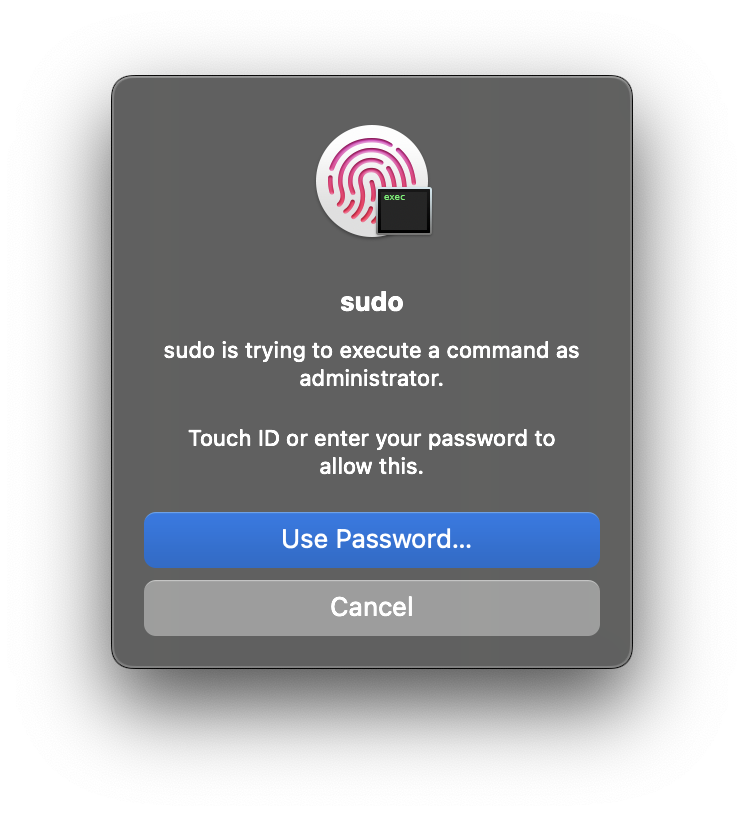 exec
sudo
sudo is trying to execute a command as
administrator.
Touch ID or enter your password to
allow this.
Use Password...
Cancel